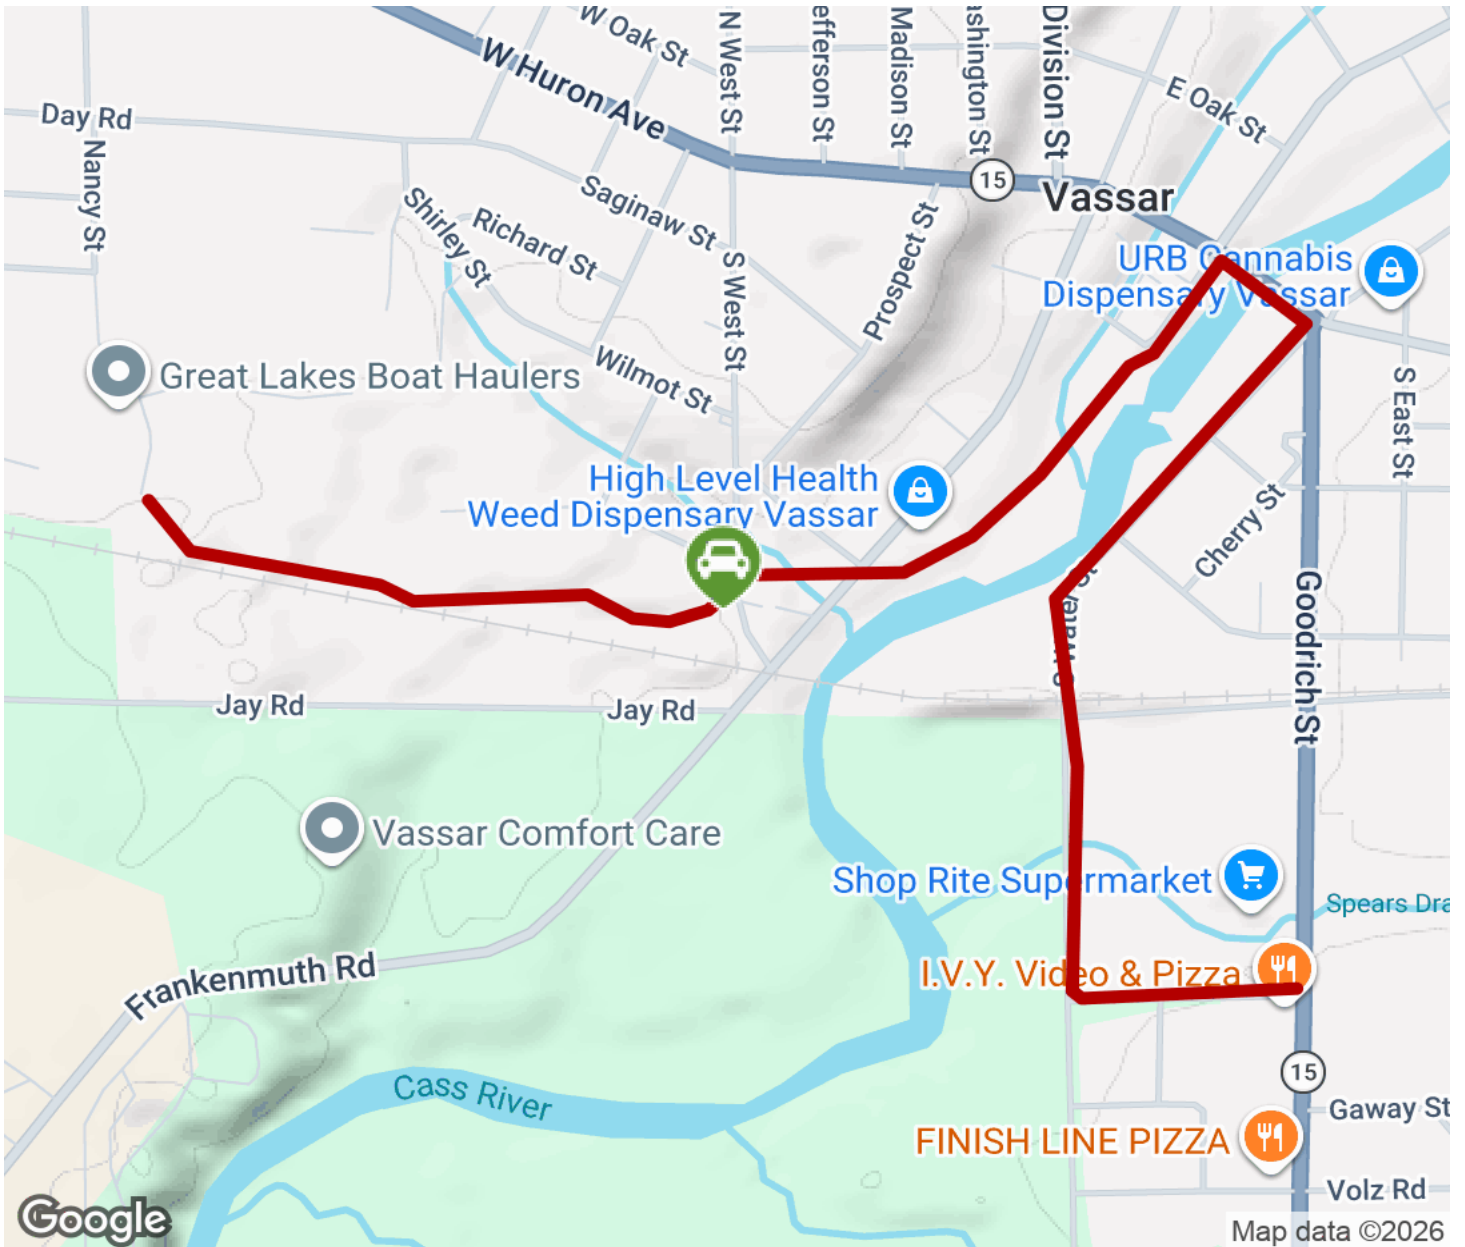 W Oak St
N West St
efferson St
Madison St
ashington St
Division St
W Huron Ave
E Oak St
Day Rd
Nancy St
15
Vassar
Shirley St
Richard St
Saginaw St
S West St
Prospect St
URB Cannabis
Dispensary Vassar
Great Lakes Boat Haulers
Wilmot St
S East St
High Level Health
Weed Dispensary Vassar
Cherry St
Goodrich St
Jay Rd
Jay Rd
Vassar Comfort Care
Shop Rite Supermarket
Spears Dra
Frankenmuth Rd
I.V.Y. Video & Pizza
15
Cass River
Gaway St
FINISH LINE PIZZA
Volz Rd
Google
Map data ©2026